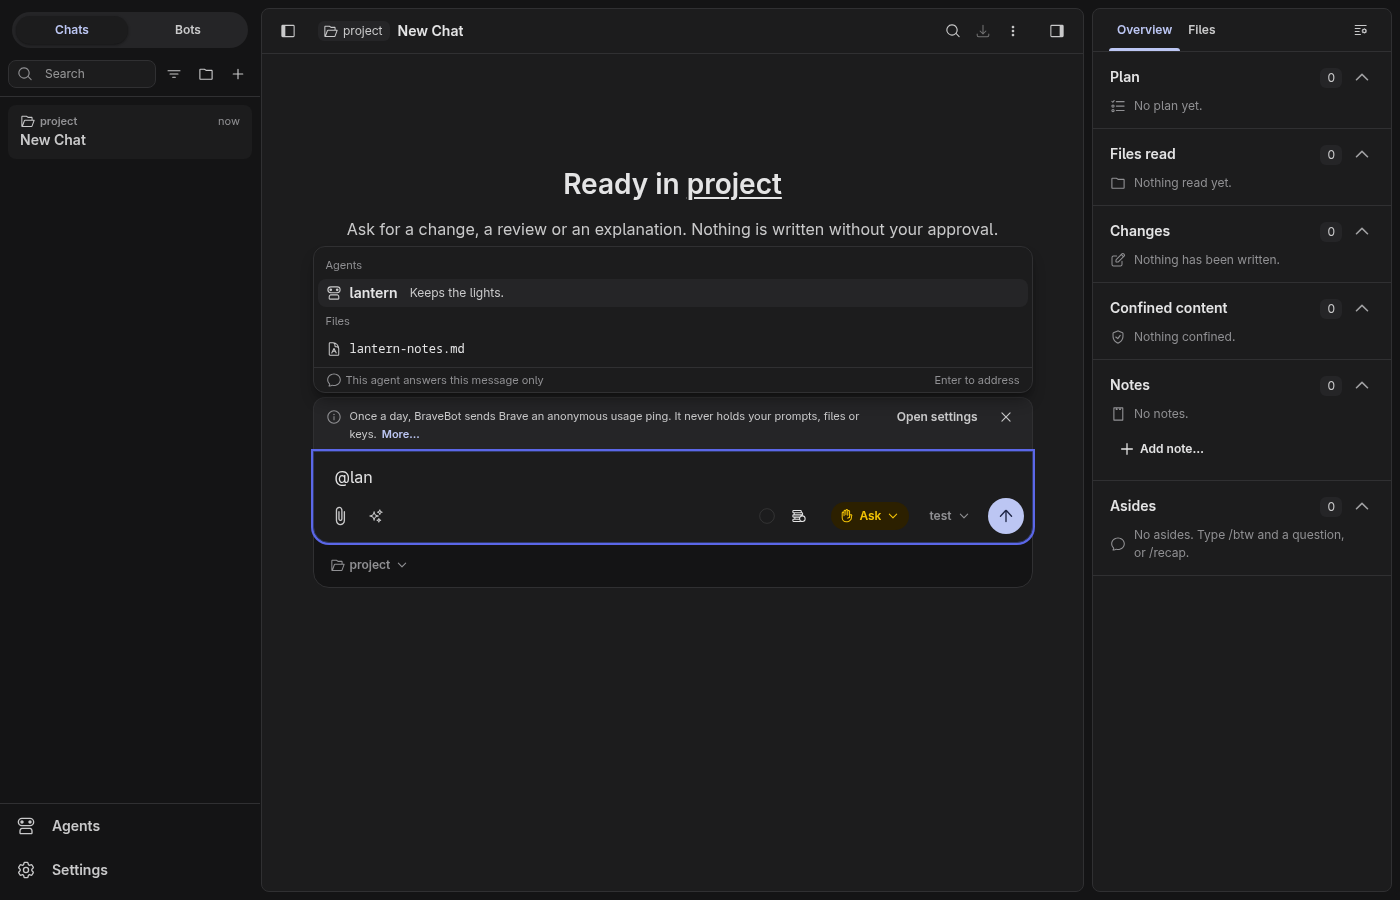 Chats
Bots
Search
project
now
New Chat
Agents
Settings
project
New Chat
Ready in project
Ask for a change, a review or an explanation. Nothing is written without your approval.
Agents
lantern Keeps the lights.
Files
lantern-notes.md
This agent answers this message only
Enter to address
Once a day, BraveBot sends Brave an anonymous usage ping. It never holds your prompts, files or
keys. More...
Open settings
@lan
Ask
test
project
Overview
Files
Plan
0
No plan yet.
Files read
0
Nothing read yet.
Changes
0
Nothing has been written.
Confined content
0
Nothing confined.
Notes
0
No notes.
Add note...
Asides
0
No asides. Type /btw and a question,
or /recap.